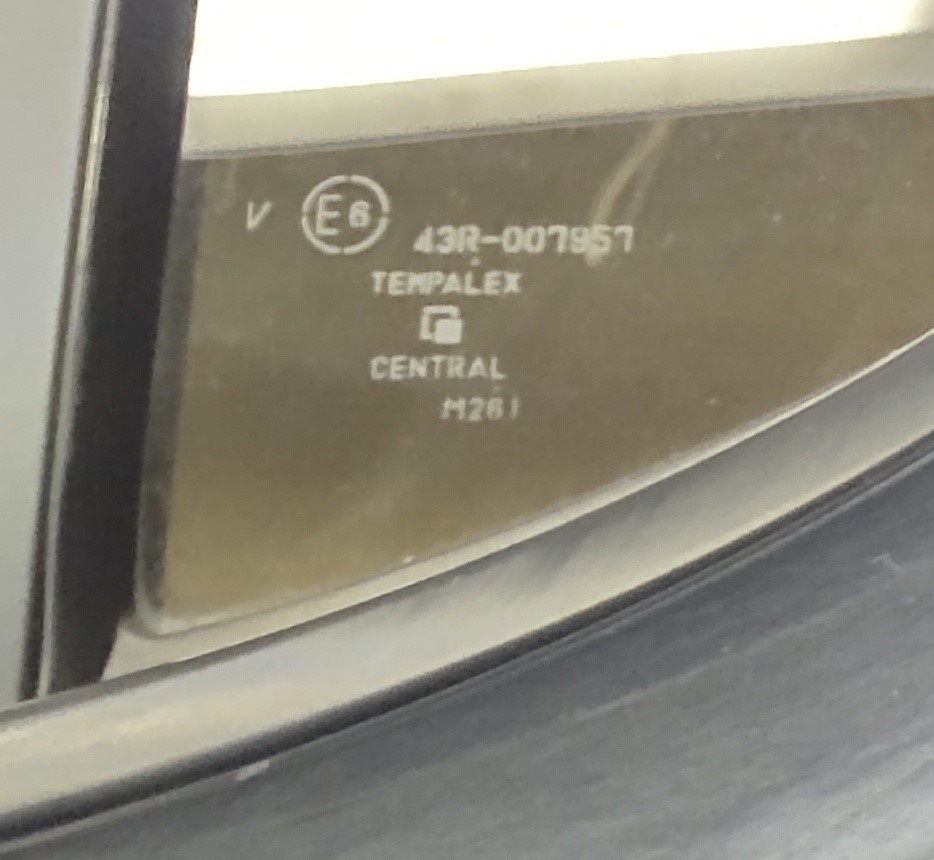 V E6 43R-007957
TEMPALEX
CENTRAL
M261